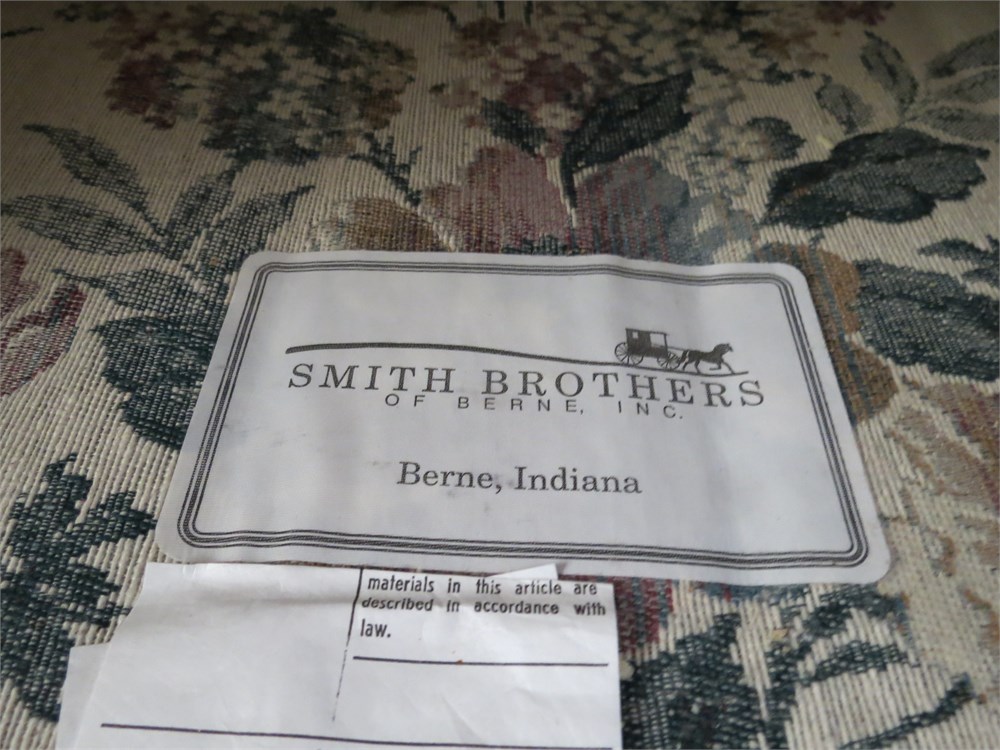 SMITH BROTHERS
OF BERNE, INC.
Berne, Indiana
materials in this article are
described in accordance with
law.